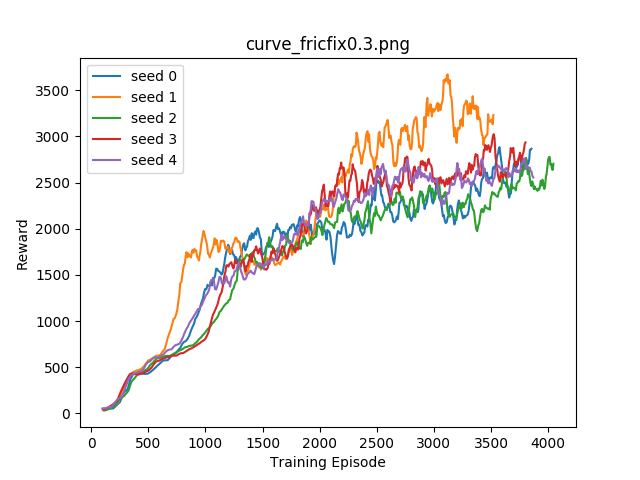 curve_fricfix0.3.png
seed 0
seed 1
seed 2
seed 3
seed 4
Reward
3500
3000
2500
2000
1500
1000
500
0
0 500 1000 1500 2000 2500 3000 3500 4000
Training Episode